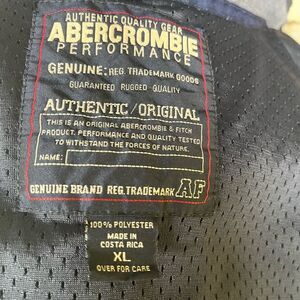 AUTHENTIC QUALITY GEAR
ABERCROMBIE
PERFORMANCE
GENUINE: REG. TRADEMARK GOODS
GUARANTEED RUGGED QUALITY
AUTHENTIC/ORIGINAL
THIS IS AN ORIGINAL ABERCROMBIE & FITCH
PRODUCT. PERFORMANCE AND QUALITY TESTED
TO WITHSTAND THE FORCES OF NATURE.
NAME:
GENUINE BRAND REG. TRADEMARK AF
100% POLYESTER
MADE IN
COSTA RICA
XL
OVER FOR CARE